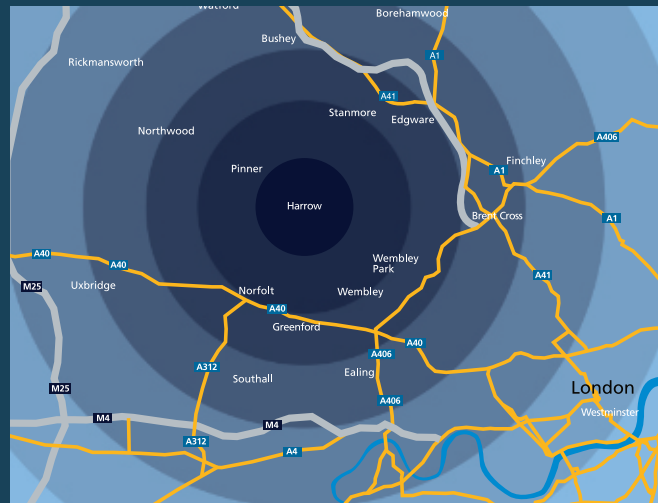 Watford
Borehamwood
Bushey
A1
Rickmansworth
A41
Stanmore
Edgware
Northwood
A406
Finchley
Pinner
A1
Harrow
Brent Cross
A1
A40
Wembley
Park
A40
A41
M25
Uxbridge
Norfolt
Wembley
A40
Greenford
A40
A406
A312
Ealing
Southall
M25
London
A406
Westminster
M4
M4
A312
A4